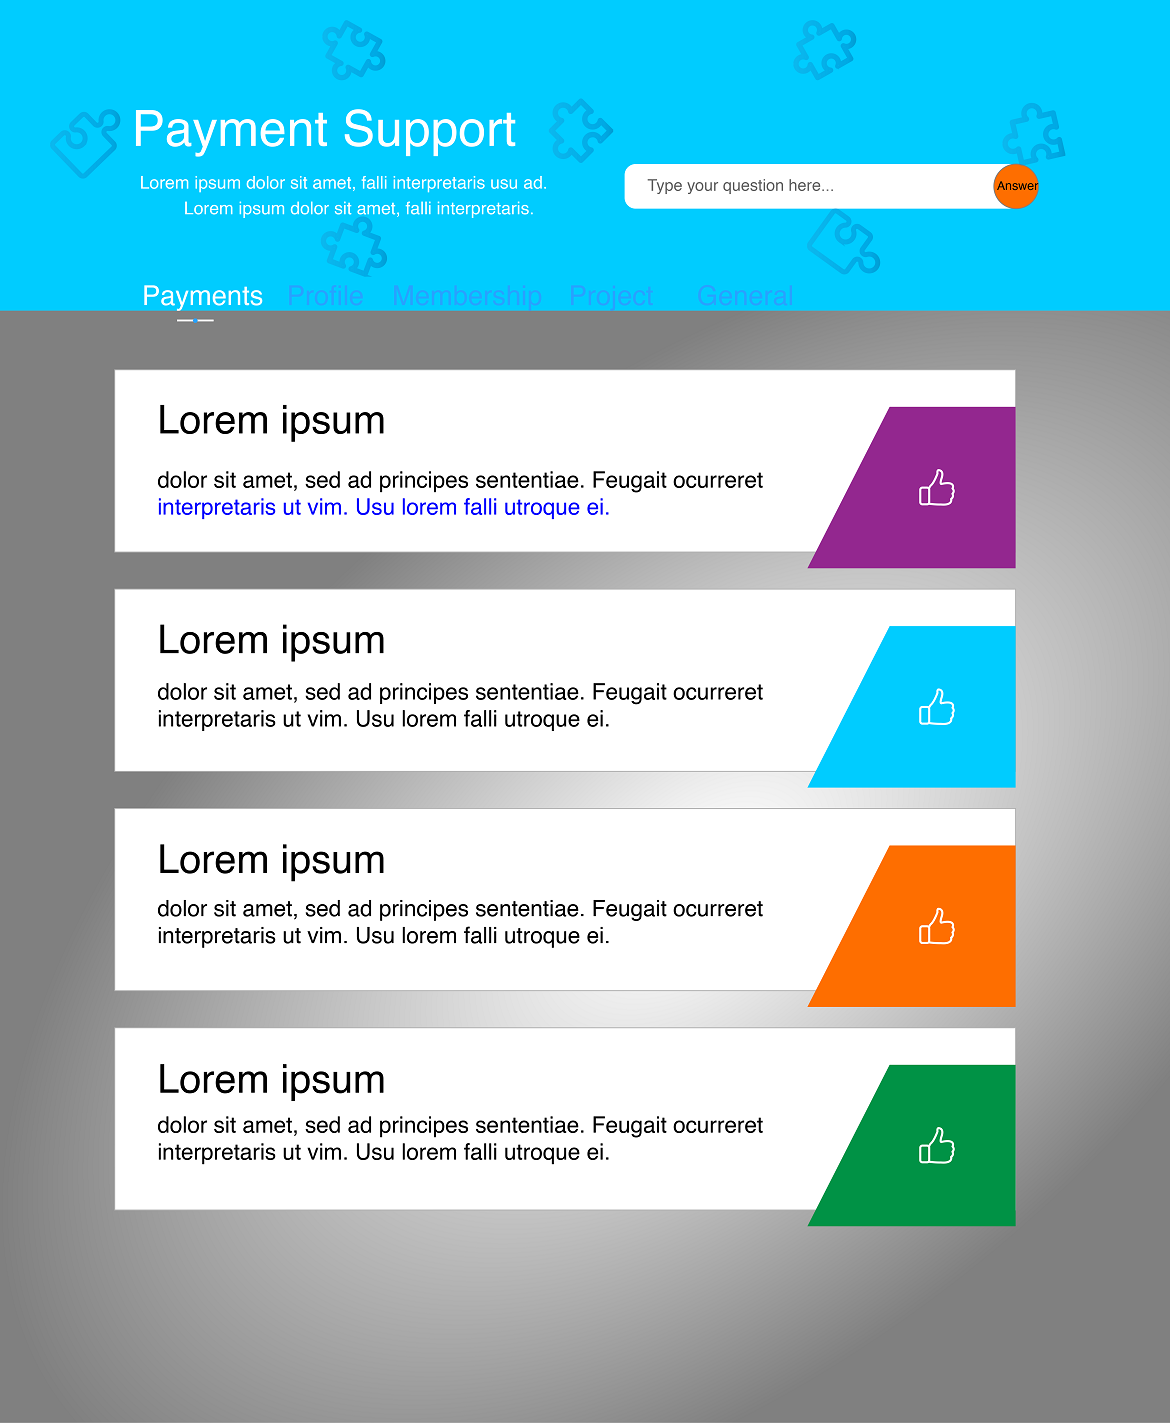 Payment Support
Lorem ipsum dolor sit amet, falli interpretaris usu ad.
Lorem ipsum dolor sit amet, falli interpretaris.
Type your question here...
Answer
Payments Profile Membership Project General
Lorem ipsum
dolor sit amet, sed ad principes sententiae. Feugait ocurreret
interpretaris ut vim. Usu lorem falli utroque ei.
Lorem ipsum
dolor sit amet, sed ad principes sententiae. Feugait ocurreret
interpretaris ut vim. Usu lorem falli utroque ei.
Lorem ipsum
dolor sit amet, sed ad principes sententiae. Feugait ocurreret
interpretaris ut vim. Usu lorem falli utroque ei.
Lorem ipsum
dolor sit amet, sed ad principes sententiae. Feugait ocurreret
interpretaris ut vim. Usu lorem falli utroque ei.